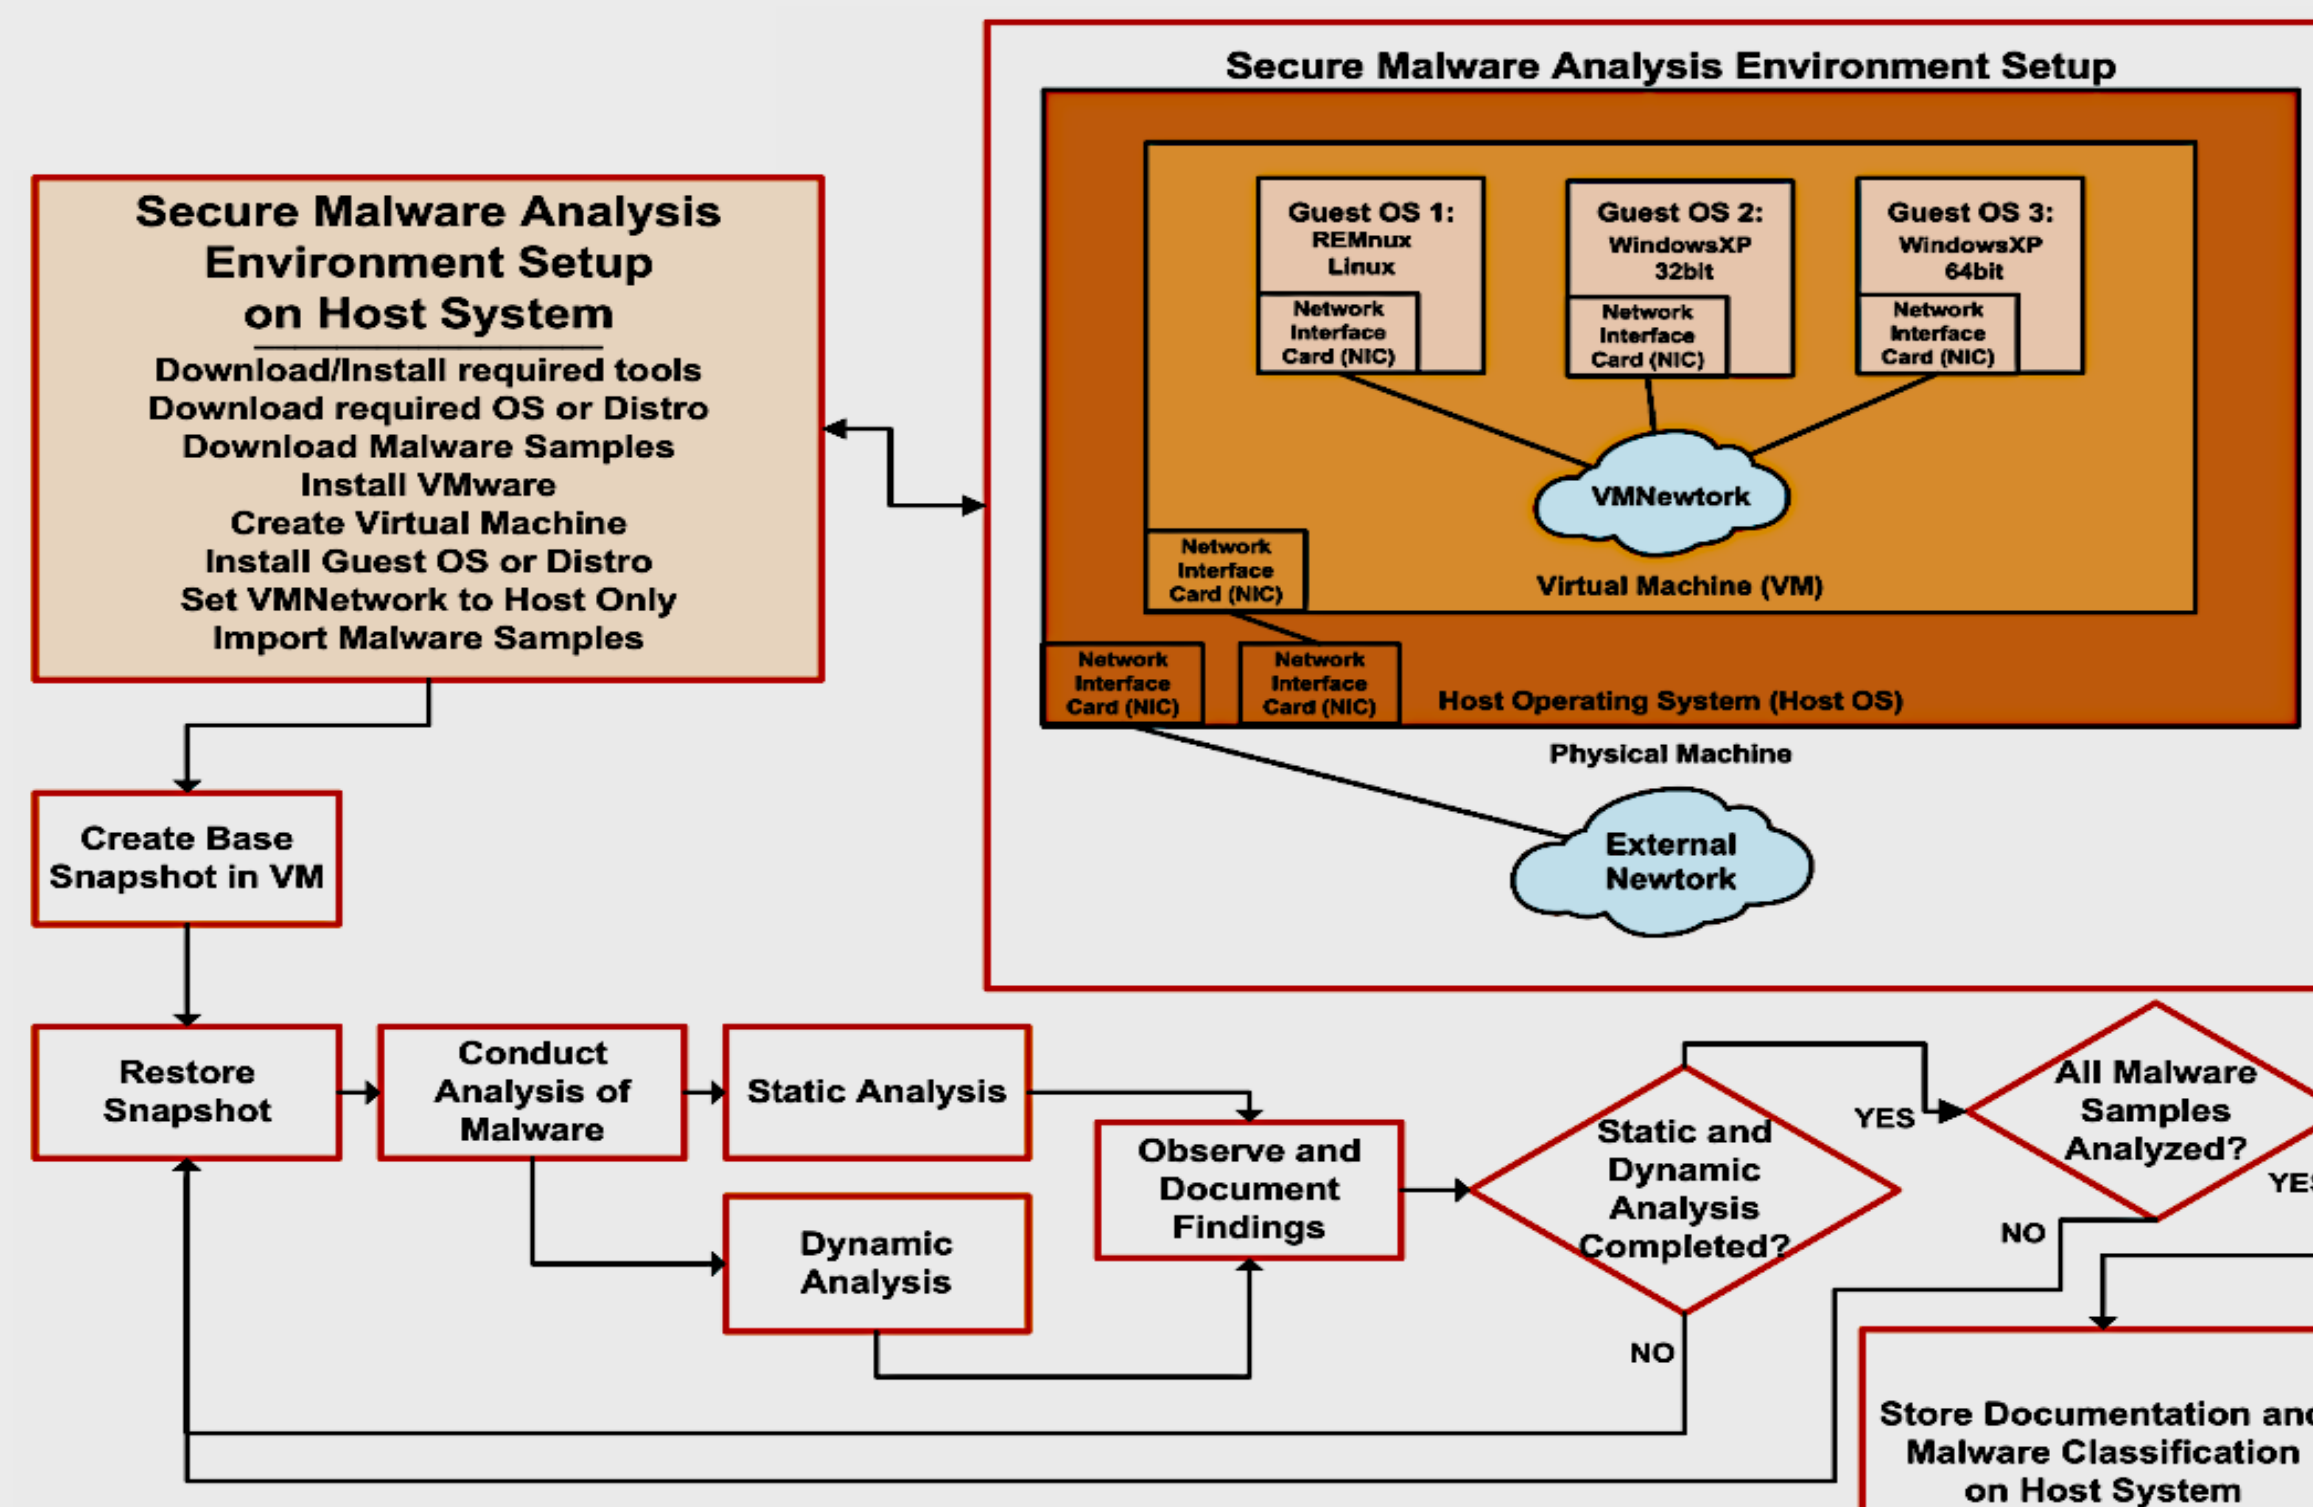 Secure Malware Analysis Environment Setup
Secure Malware Analysis
Environment Setup
on Host System
Download/Install required tools
Download required OS or Distro
Download Malware Samples
Install VMware
Create Virtual Machine
Install Guest OS or Distro
Set VMNetwork to Host Only
Import Malware Samples
Guest OS 1:
REMnux
Linux
Network
Interface
Card (NIC)
Guest OS 2:
WindowsXP
32bit
Network
Interface
Card (NIC)
Guest OS 3:
WindowsXP
64bit
Network
Interface
Card (NIC)
VMNewtork
Network
Interface
Card (NIC)
Virtual Machine (VM)
Network
Interface
Card (NIC)
Network
Interface
Card (NIC)
Host Operating System (Host OS)
Physical Machine
External
Newtork
Create Base
Snapshot in VM
Restore
Snapshot
Conduct
Analysis of
Malware
Static Analysis
Dynamic
Analysis
Observe and
Document
Findings
Static and
Dynamic
Analysis
Completed?
YES
NO
All Malware
Samples
Analyzed?
YES
NO
Store Documentation and
Malware Classification
on Host System